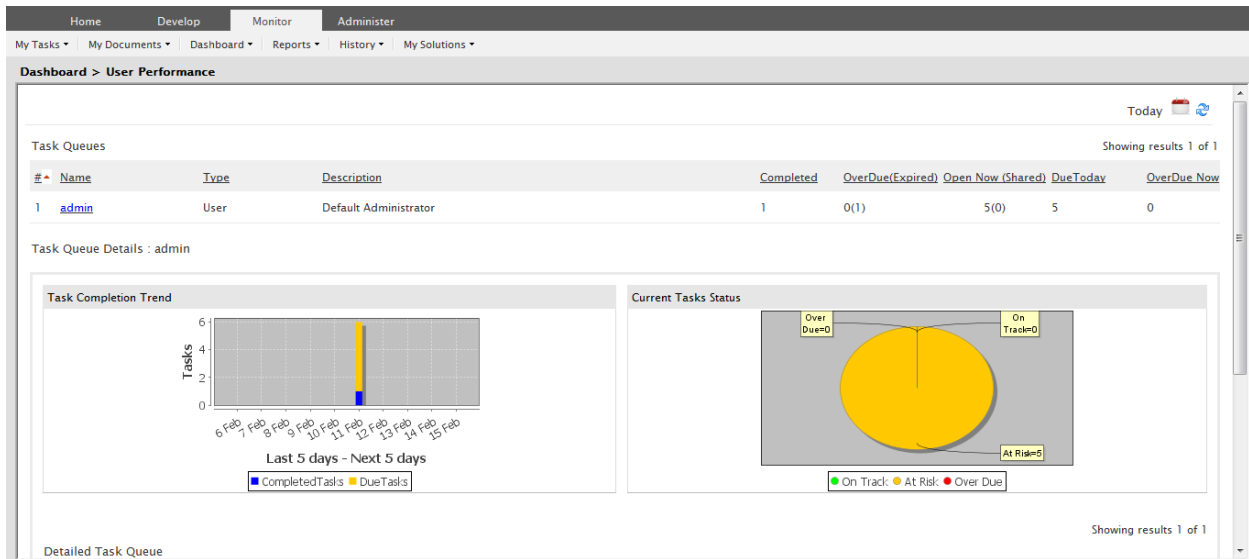 Home Develop Monitor Administer
My Tasks My Documents Dashboard Reports History My Solutions
Dashboard > User Performance
Today
Task Queues Showing results 1 of 1
# Name Type Description Completed OverDue(Expired) Open Now (Shared) DueToday OverDue Now
1 admin User Default Administrator 1 0(1) 5(0) 5 0
Task Queue Details : admin
Task Completion Trend
6
4
2
0
Tasks
6 Feb 7 Feb 8 Feb 9 Feb 10 Feb 11 Feb 12 Feb 13 Feb 14 Feb 15 Feb
Last 5 days - Next 5 days
CompletedTasks DueTasks
Current Tasks Status
Over
Due=0
On
Track=0
At Risk=5
On Track At Risk Over Due
Showing results 1 of 1
Detailed Task Queue